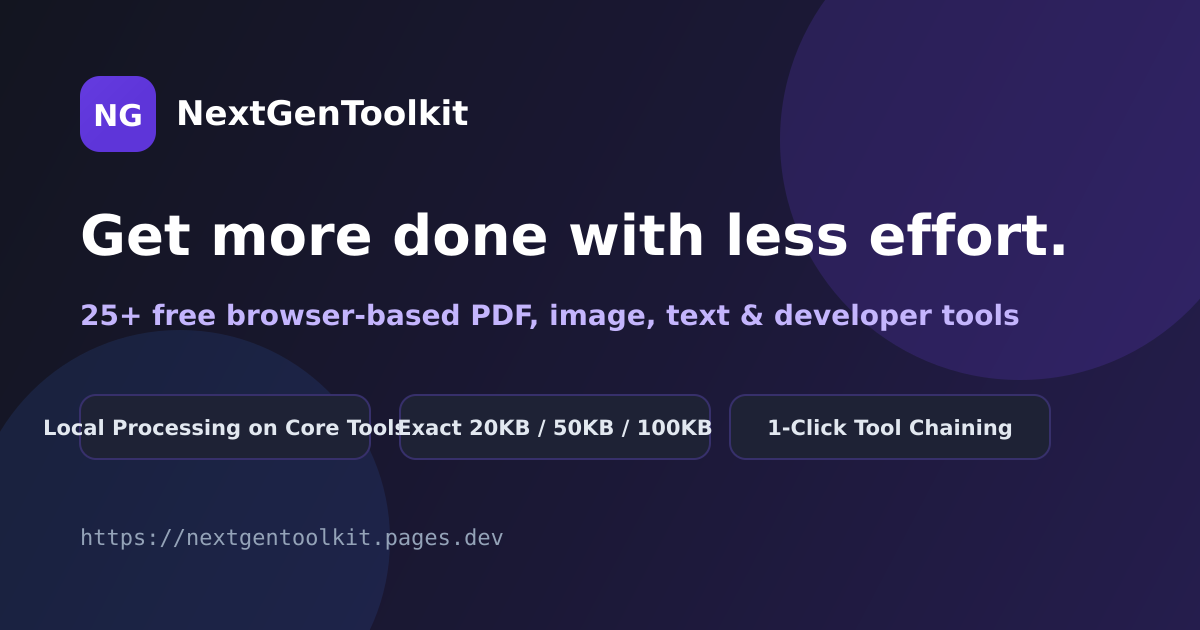 NG
NextGenToolkit
Get more done with less effort.
25+ free browser-based PDF, image, text & developer tools
Local Processing on Core Tools
Exact 20KB / 50KB / 100KB
1-Click Tool Chaining
https://nextgentoolkit.pages.dev